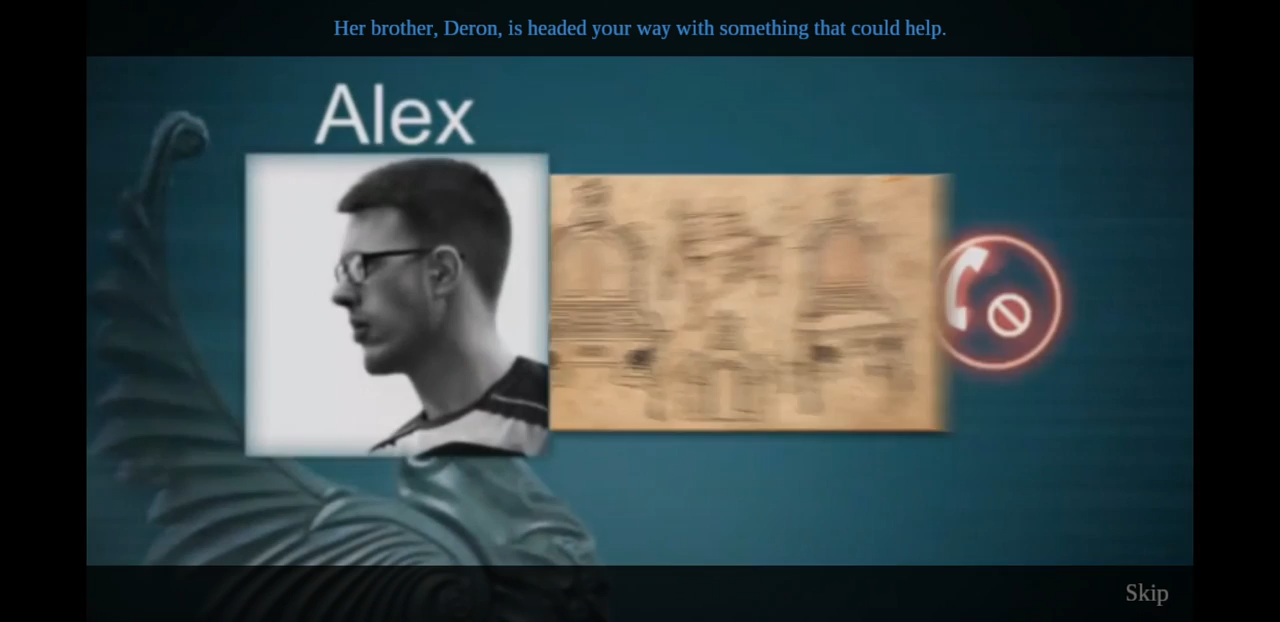 Her brother, Deron, is headed your way with something that could help.
Alex
Skip